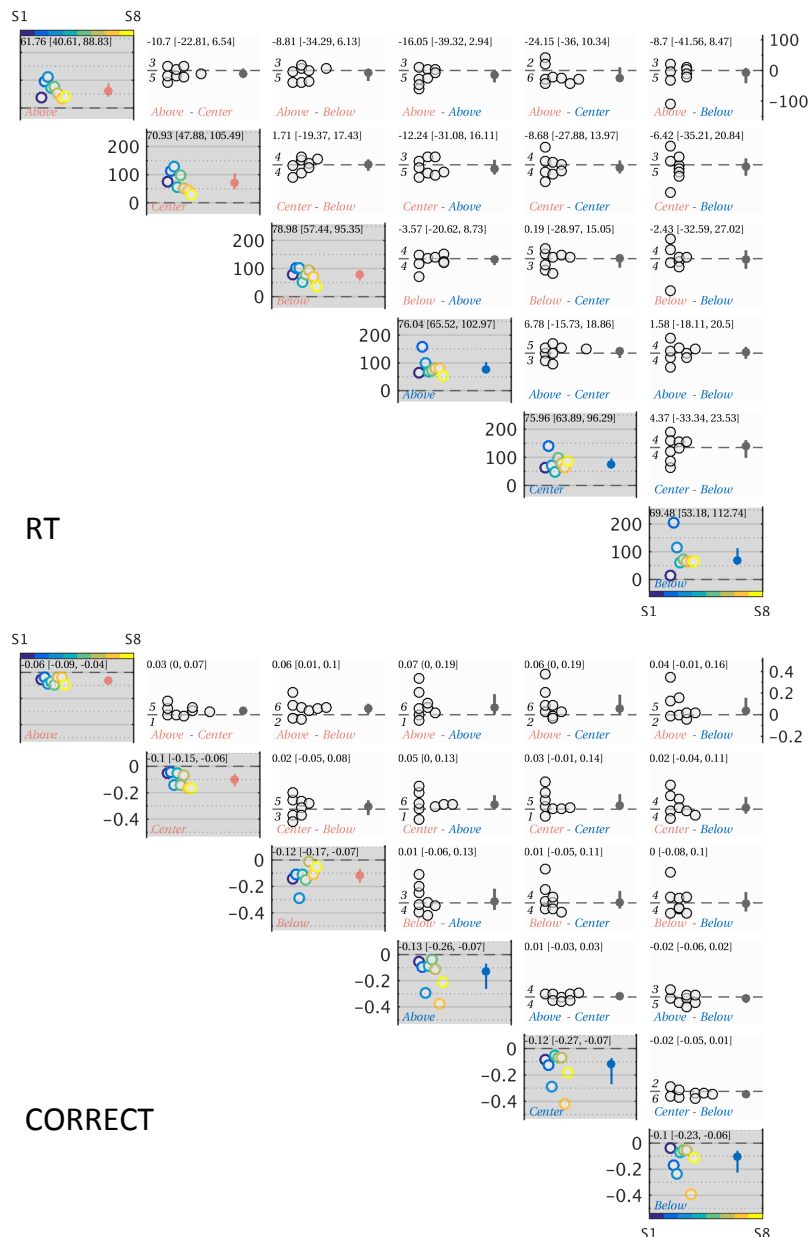 S1 S8
61.76 [40.61, 88.83] -10.7 [-22.81, 6.54] -8.81 [-34.29, 6.13] -16.05 [-39.32, 2.94] -24.15 [-36, 10.34] -8.7 [-41.56, 8.47] 100
3 3 3 2 3 0
5 5 5 6 5
-100
Above Above - Center Above - Below Above - Above Above - Center Above - Below
70.93 [47.88, 105.49] 1.71 [-19.37, 17.43] -12.24 [-31.08, 16.11] -8.68 [-27.88, 13.97] -6.42 [-35.21, 20.84]
200
100 4 3 4 3
4 5 4 5
0 Center Center - Below Center - Above Center - Center Center - Below
78.98 [57.44, 95.35] -3.57 [-20.62, 8.73] 0.19 [-28.97, 15.05] -2.43 [-32.59, 27.02]
200
100 4 5 4
4 3 4
0 Below Below - Above Below - Center Below - Below
76.04 [65.52, 102.97] 6.78 [-15.73, 18.86] 1.58 [-18.11, 20.5]
200
100 5 4
3 4
0 Above Above - Center Above - Below
75.96 [63.89, 96.29] 4.37 [-33.34, 23.53]
200
100 4
4
0 Center Center - Below
RT
69.48 [53.18, 112.74]
200
100
0 Below
S1 S8
S1 S8
-0.06 [-0.09, -0.04] 0.03 [0, 0.07] 0.06 [0.01, 0.1] 0.07 [0, 0.19] 0.06 [0, 0.19] 0.04 [-0.01, 0.16]
0.4
0.2
5 6 6 6 5 0
1 2 1 2 2
-0.2
Above Above - Center Above - Below Above - Above Above - Center Above - Below
-0.1 [-0.15, -0.06] 0.02 [-0.05, 0.08] 0.05 [0, 0.13] 0.03 [-0.01, 0.14] 0.02 [-0.04, 0.11]
0
−0.2 5 6 5 4
3 1 1 4
−0.4 Center Center - Below Center - Above Center - Center Center - Below
-0.12 [-0.17, -0.07] 0.01 [-0.06, 0.13] 0.01 [-0.05, 0.11] 0 [-0.08, 0.1]
0
−0.2 3 4 4
4 4 4
−0.4 Below Below - Above Below - Center Below - Below
-0.13 [-0.26, -0.07] 0.01 [-0.03, 0.03] -0.02 [-0.06, 0.02]
0
−0.2 4 3
4 5
−0.4 Above Above - Center Above - Below
-0.12 [-0.27, -0.07] -0.02 [-0.05, 0.01]
0
−0.2 2
6
−0.4 Center Center - Below
CORRECT
-0.1 [-0.23, -0.06]
0
−0.2
−0.4 Below
S1 S8